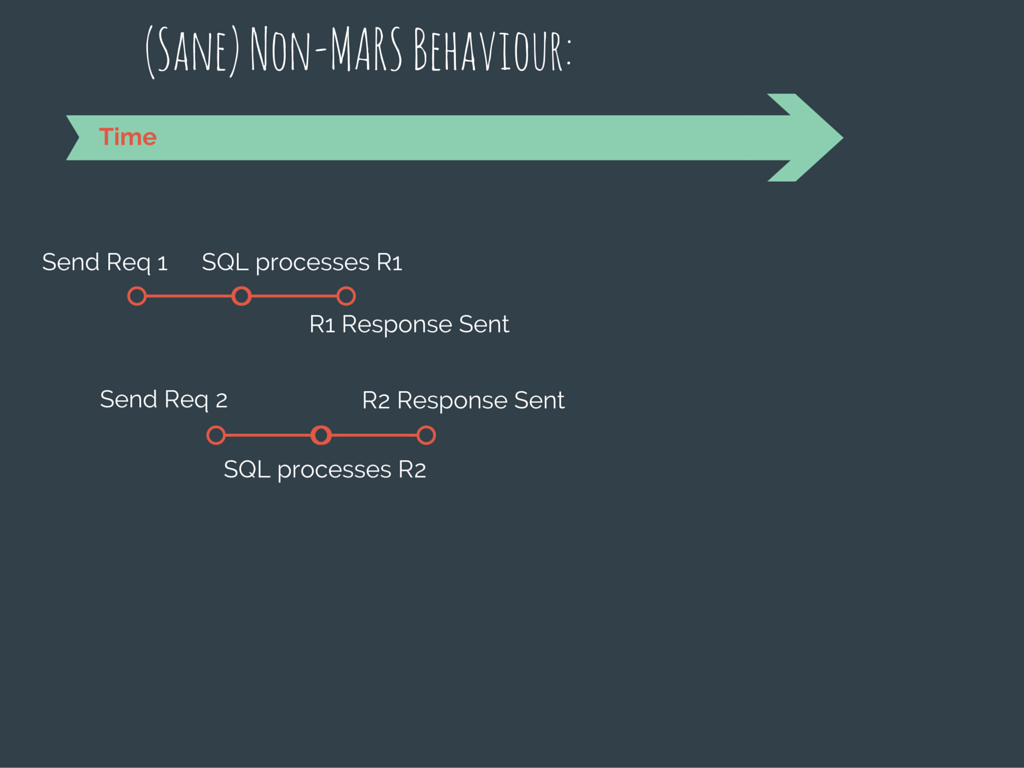 (Sane) Non-MARS Behaviour:
Time
Send Req 1
SQL processes R1
R1 Response Sent
Send Req 2
R2 Response Sent
SQL processes R2